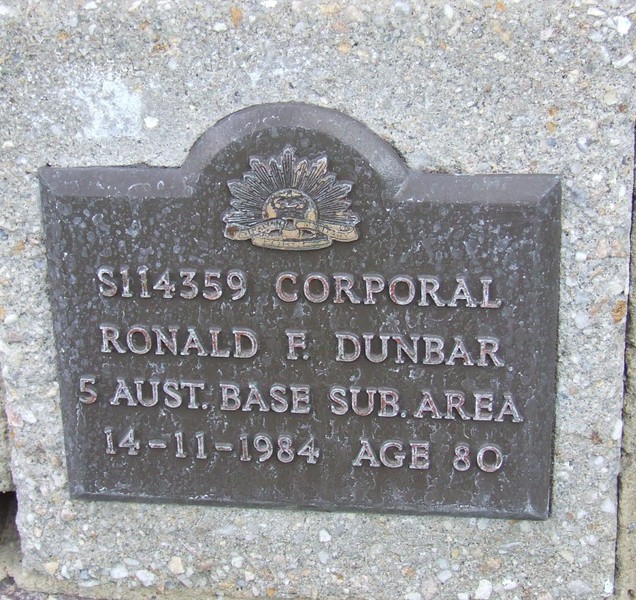 S114359 CORPORAL
RONALD F. DUNBAR
5 AUST. BASE SUB. AREA
14-11-1984 AGE 80